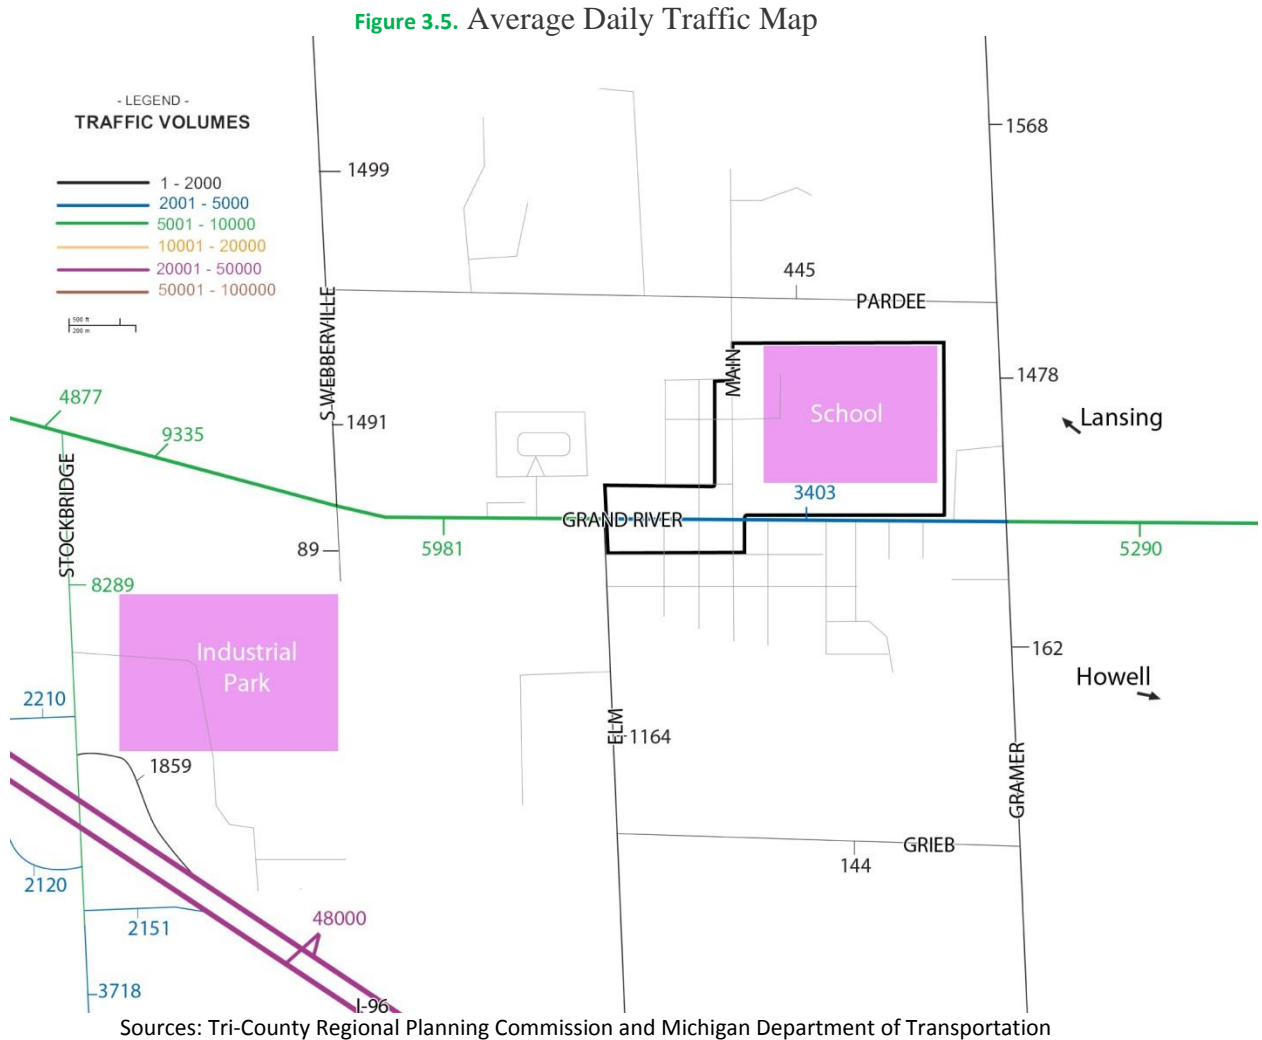 Figure 3.5. Average Daily Traffic Map
- LEGEND -
TRAFFIC VOLUMES
1 - 2000
2001 - 5000
5001 - 10000
10001 - 20000
20001 - 50000
50001 - 100000
500 ft
200 m
1568
1499
445
PARDEE
S WEBBERVILLE
MAIN
1478
4877
1491
School
Lansing
9335
STOCKBRIDGE
3403
GRAND RIVER
89
5981
5290
8289
Industrial
Park
162
Howell
2210
ELM
1164
1859
GRAMER
GRIEB
144
2120
2151
48000
3718
I-96
Sources: Tri-County Regional Planning Commission and Michigan Department of Transportation